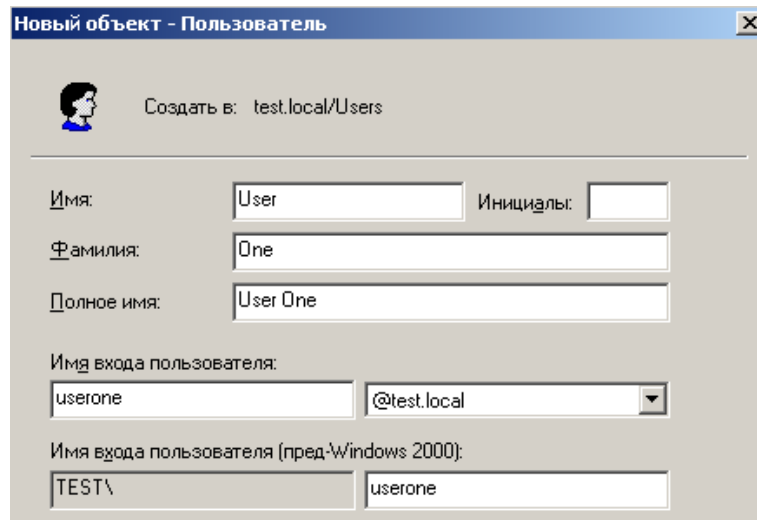 Новый объект - Пользователь
Создать в: test.local/Users
Имя: User Инициалы:
Фамилия: One
Полное имя: User One
Имя входа пользователя:
userone @test.local
Имя входа пользователя (пред-Windows 2000):
TEST\ userone